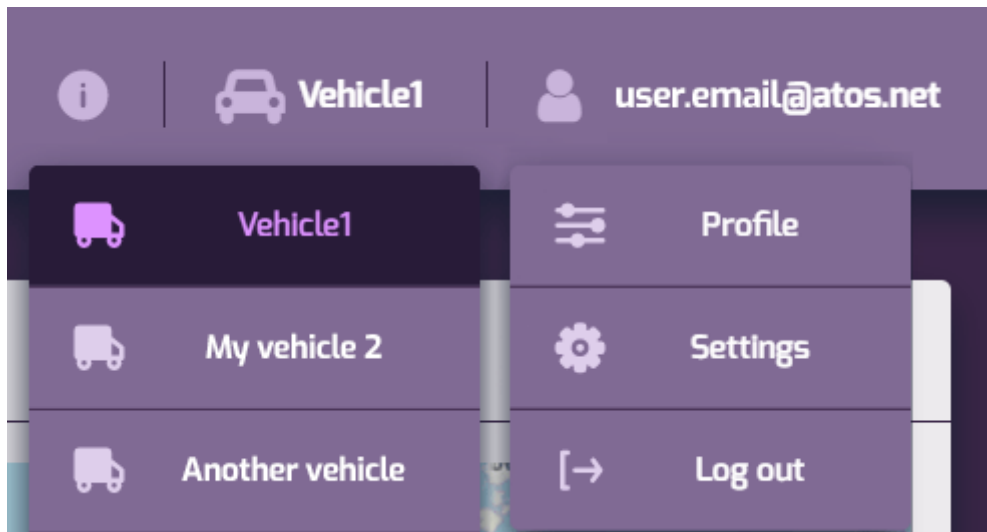 Vehicle1
user.email@atos.net
Vehicle1
My vehicle 2
Another vehicle
Profile
Settings
Log out